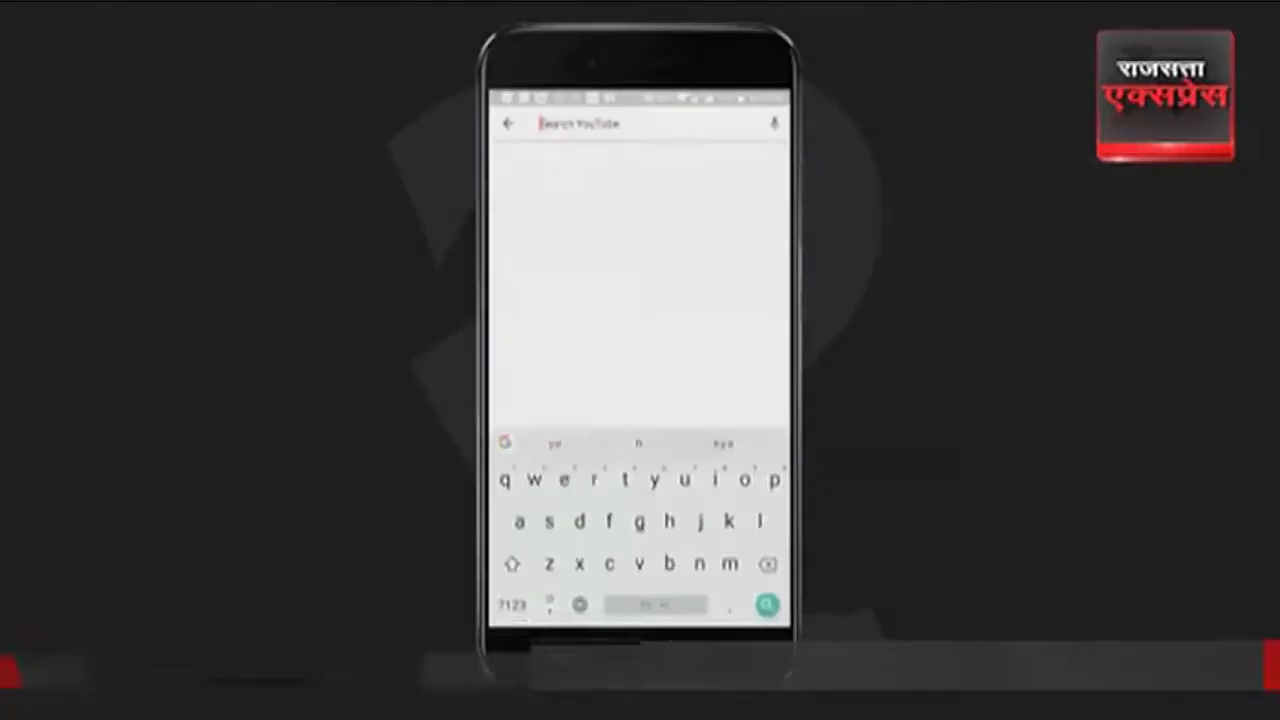 राजसत्ता
एक्सप्रेस
Search YouTube
q w e r t y u i o p
a s d f g h j k l
z x c v b n m
?123